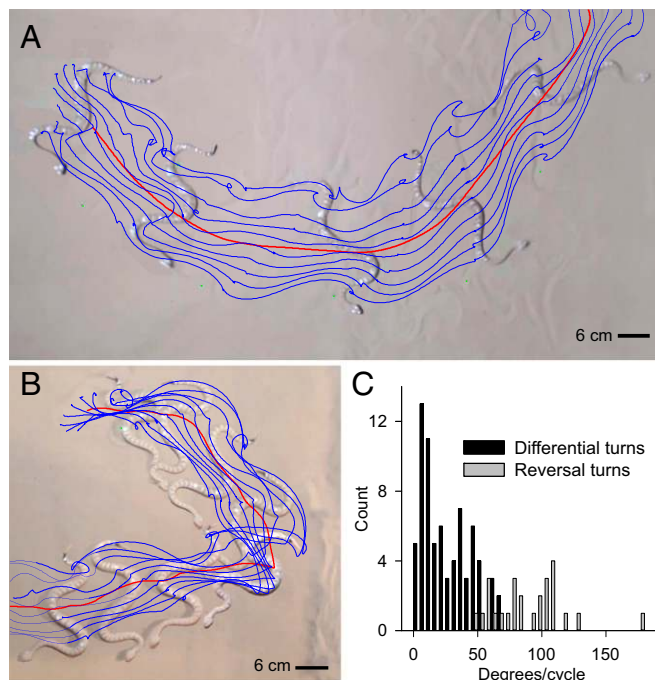 A
6 cm
B
6 cm
C
Differential turns
Reversal turns
Count
12
8
4
0
0
50
100
150
Degrees/cycle